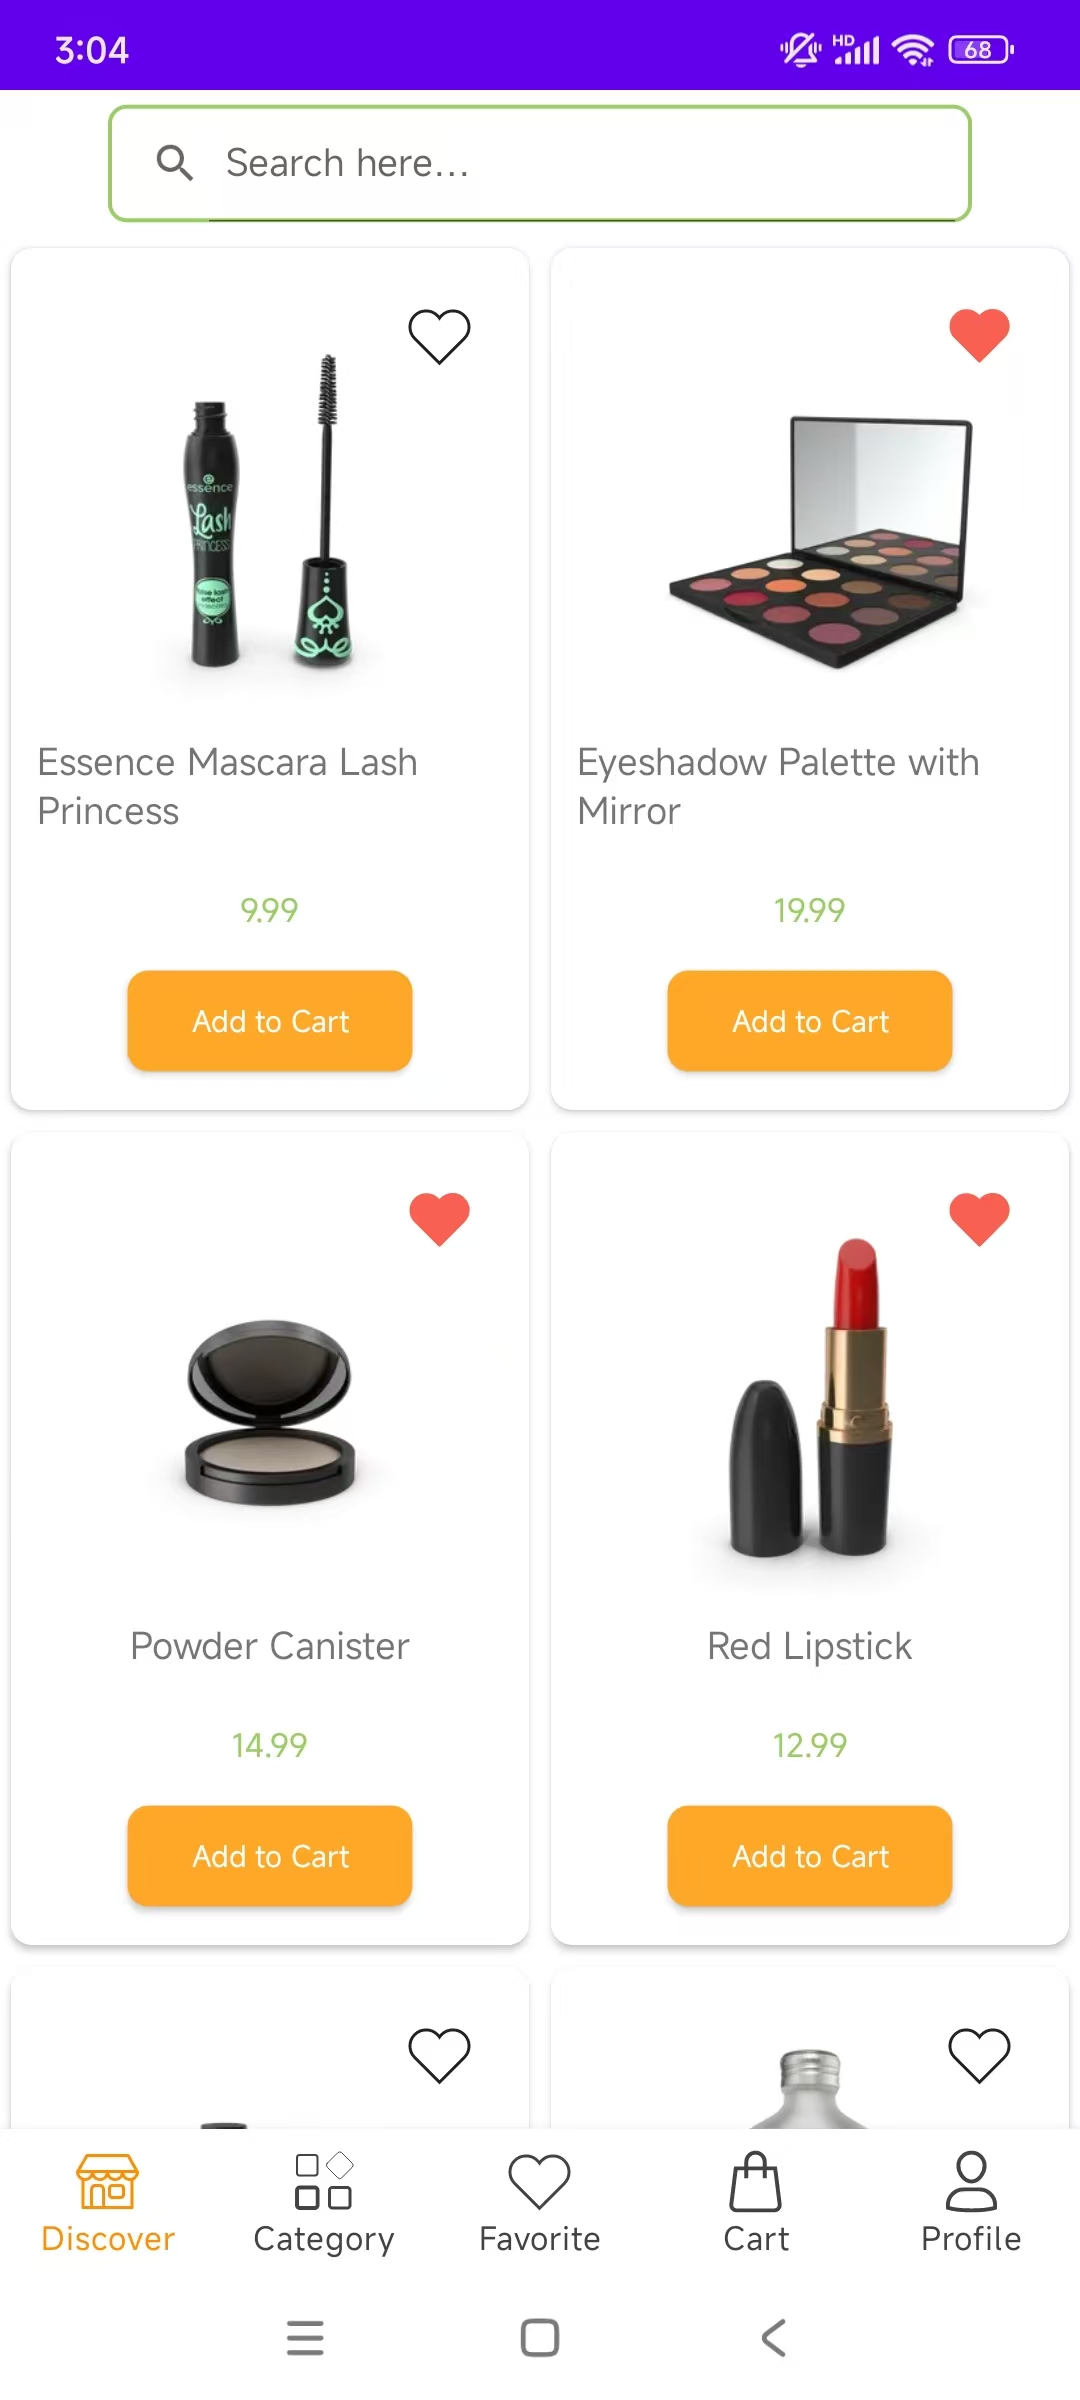 3:04
HD
68
Search here...
essence
Lash
PRINCESS
Essence Mascara Lash
Princess
Eyeshadow Palette with
Mirror
9.99
19.99
Add to Cart
Add to Cart
Powder Canister
Red Lipstick
14.99
12.99
Add to Cart
Add to Cart
Discover
Category
Favorite
Cart
Profile